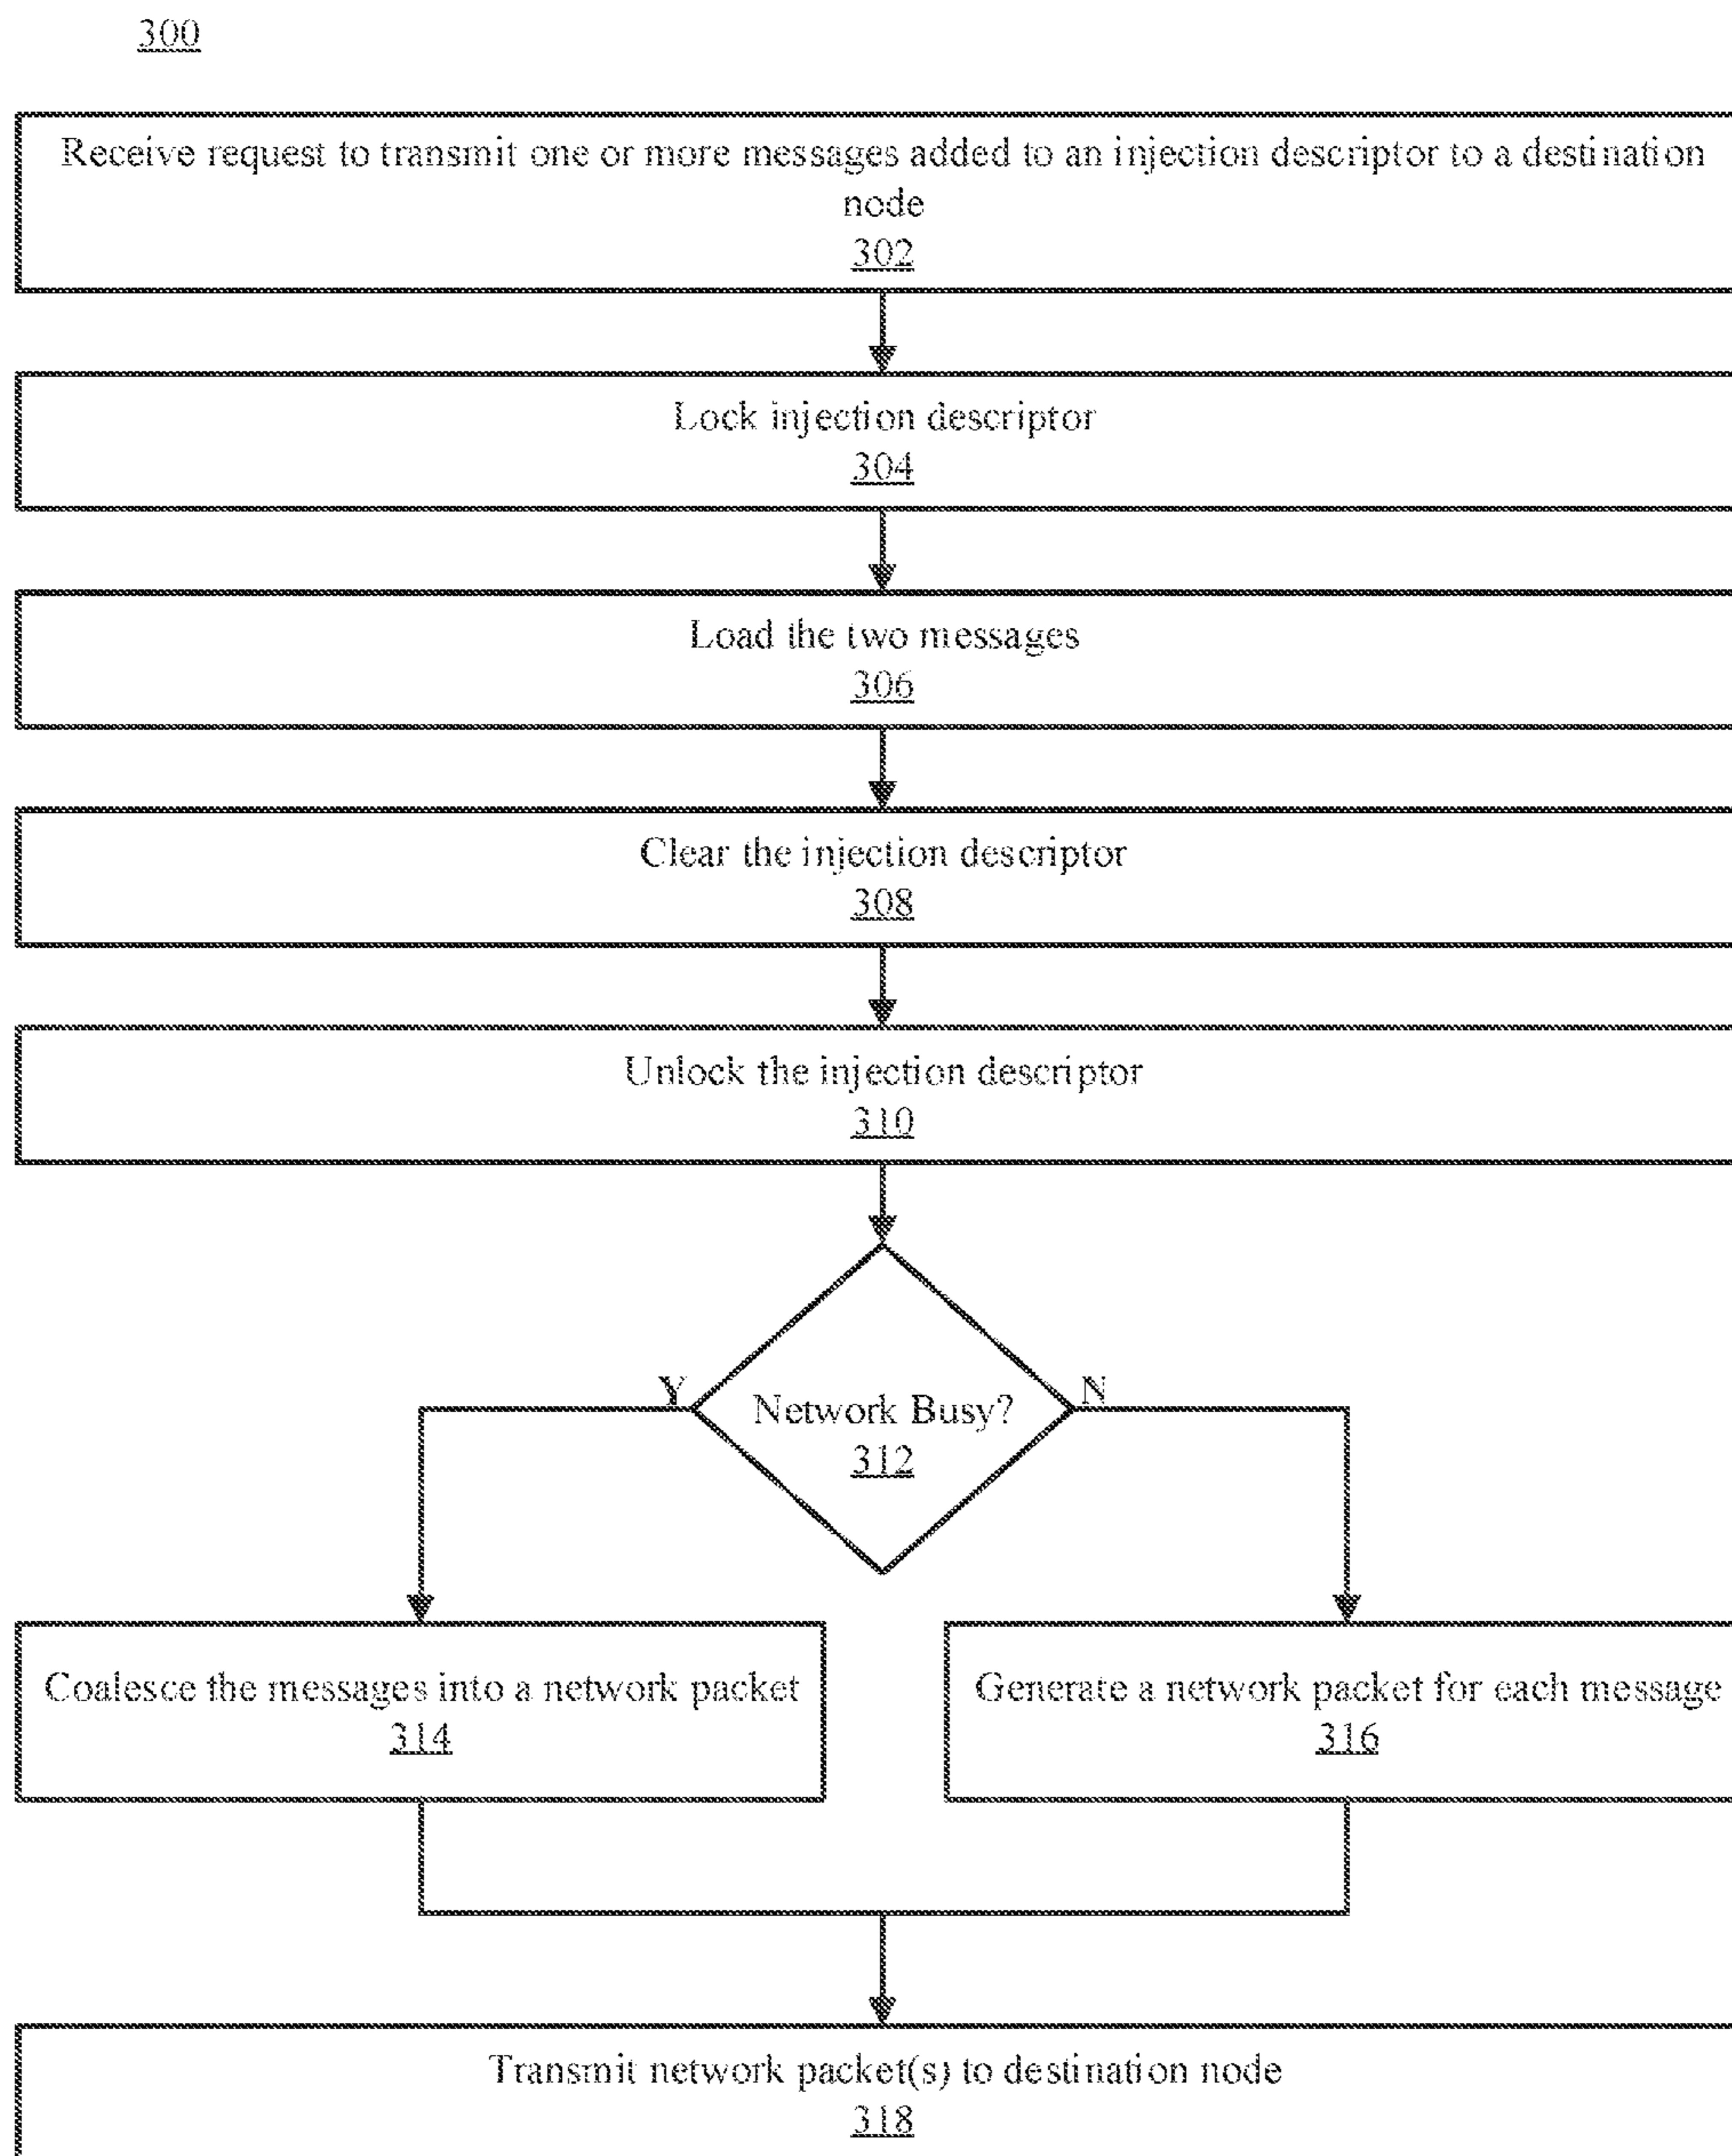 300
Receive request to transmit one or more messages added to an injection descriptor to a destination
node
302
Lock injection descriptor
304
Load the two messages
306
Clear the injection descriptor
308
Unlock the injection descriptor
310
Y
N
Network Busy?
312
Coalesce the messages into a network packet
314
Generate a network packet for each message
316
Transmit network packet(s) to destination node
318